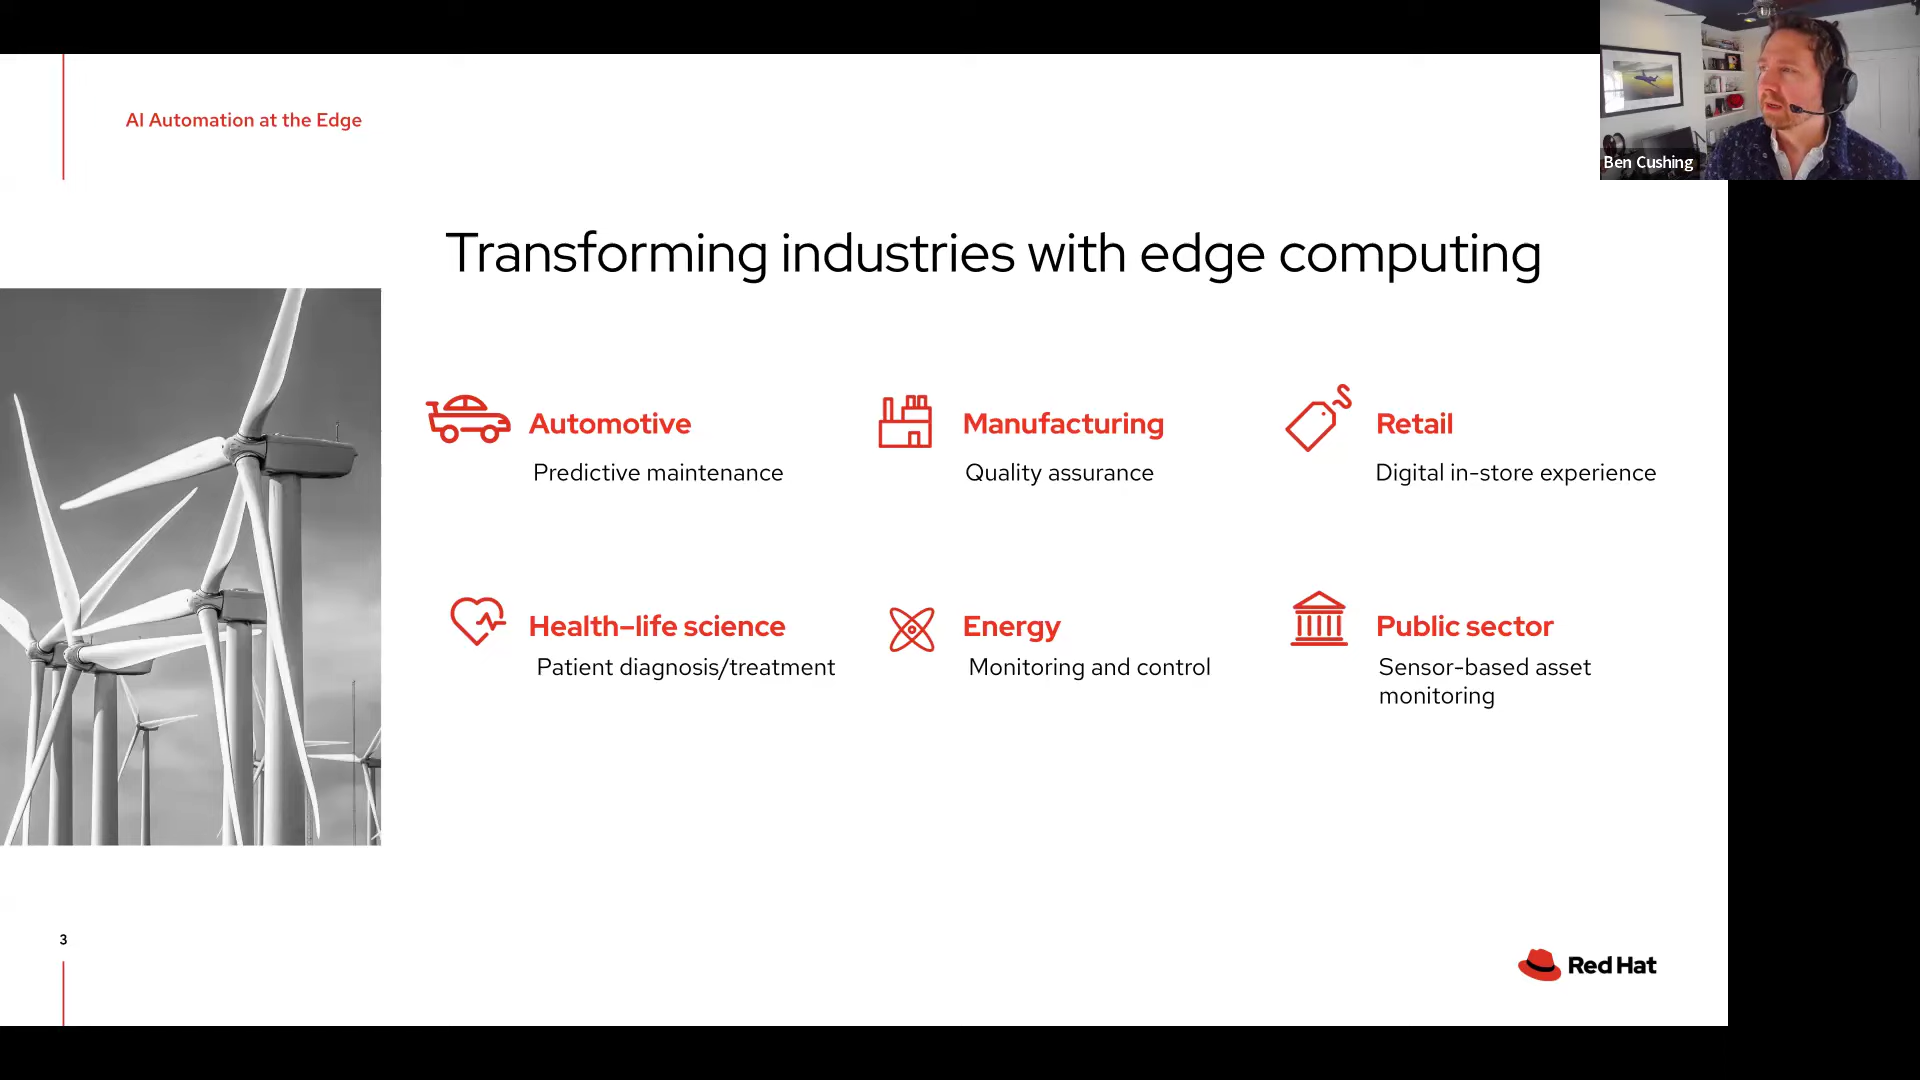 AI Automation at the Edge
Ben Cushing
Transforming industries with edge computing
Automotive
Predictive maintenance
Manufacturing
Quality assurance
Retail
Digital in-store experience
Health–life science
Patient diagnosis/treatment
Energy
Monitoring and control
Public sector
Sensor-based asset
monitoring
3
Red Hat